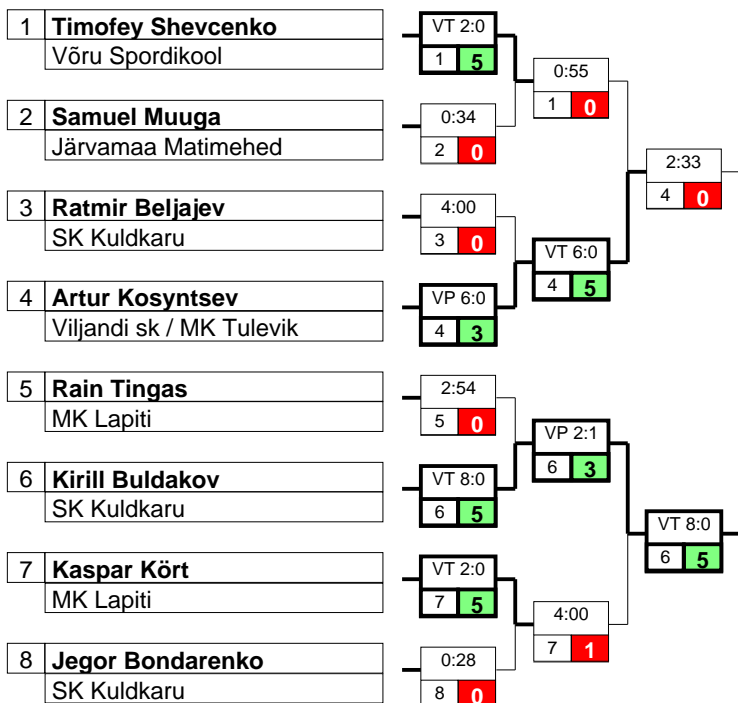 1 Timofey Shevcenko
Võru Spordikool
VT 2:0
1 5
0:55
1 0
2 Samuel Muuga
Järvamaa Matimehed
0:34
2 0
2:33
4 0
3 Ratmir Beljajev
SK Kuldkaru
4:00
3 0
VT 6:0
4 5
4 Artur Kosyntsev
Viljandi sk / MK Tulevik
VP 6:0
4 3
5 Rain Tingas
MK Lapiti
2:54
5 0
VP 2:1
6 3
6 Kirill Buldakov
SK Kuldkaru
VT 8:0
6 5
VT 8:0
6 5
7 Kaspar Kört
MK Lapiti
VT 2:0
7 5
4:00
7 1
8 Jegor Bondarenko
SK Kuldkaru
0:28
8 0